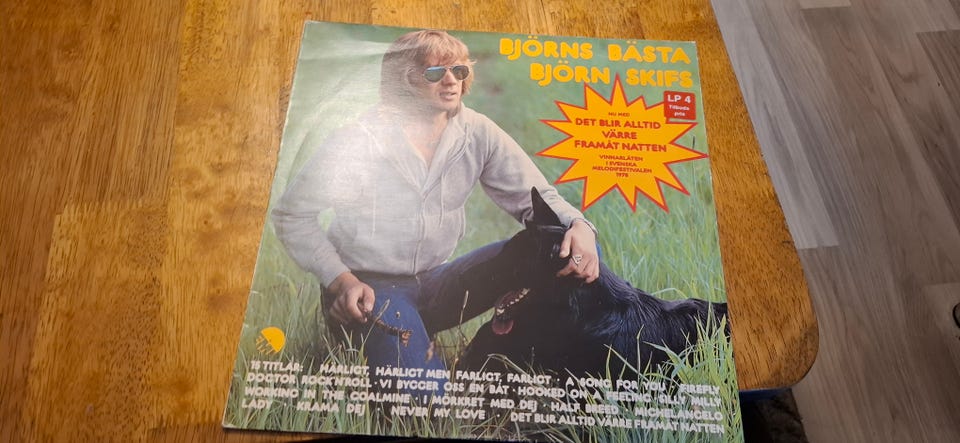 BJÖRNS BÄSTA
BJÖRN SKIFS
LP 4
Tilbuds
pris
NU MED
DET BLIR ALLTID
VÄRRE
FRAMÅT NATTEN
VINNARLÅTEN
I SVENSKA
MELODIFESTIVALEN
1978
16 TITLAR: HÄRLIGT, HÄRLIGT MEN FARLIGT, FARLIGT · A SONG FOR YOU · FIREFLY
DOCTOR ROCK'N'ROLL · VI BYGGER OSS EN BÅT · HOOKED ON A FEELING · SILLY MILLY
WORKING IN THE COALMINE · I MÖRKRET MED DEJ · HALF BREED · MICHELANGELO
LADY · KRAMA DEJ · NEVER MY LOVE · DET BLIR ALLTID VÄRRE FRAMÅT NATTEN